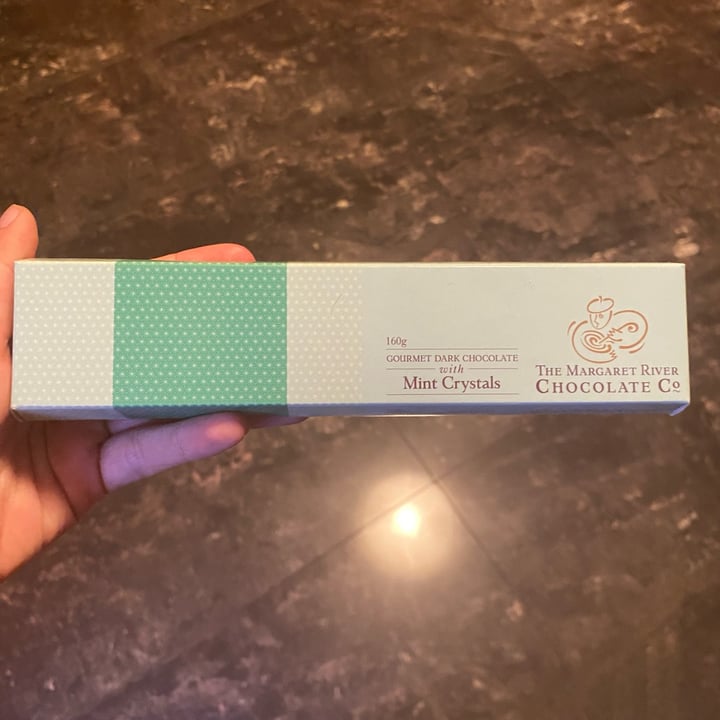 160g
GOURMET DARK CHOCOLATE
with
Mint Crystals
THE MARGARET RIVER
CHOCOLATE Co